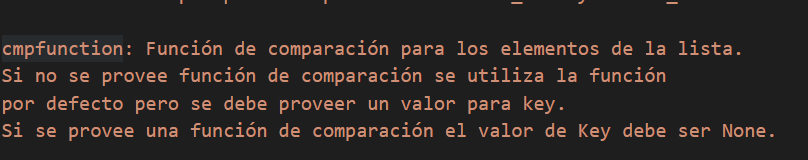 cmpfunction: Función de comparación para los elementos de la lista.
Si no se provee función de comparación se utiliza la función
por defecto pero se debe proveer un valor para key.
Si se provee una función de comparación el valor de Key debe ser None.